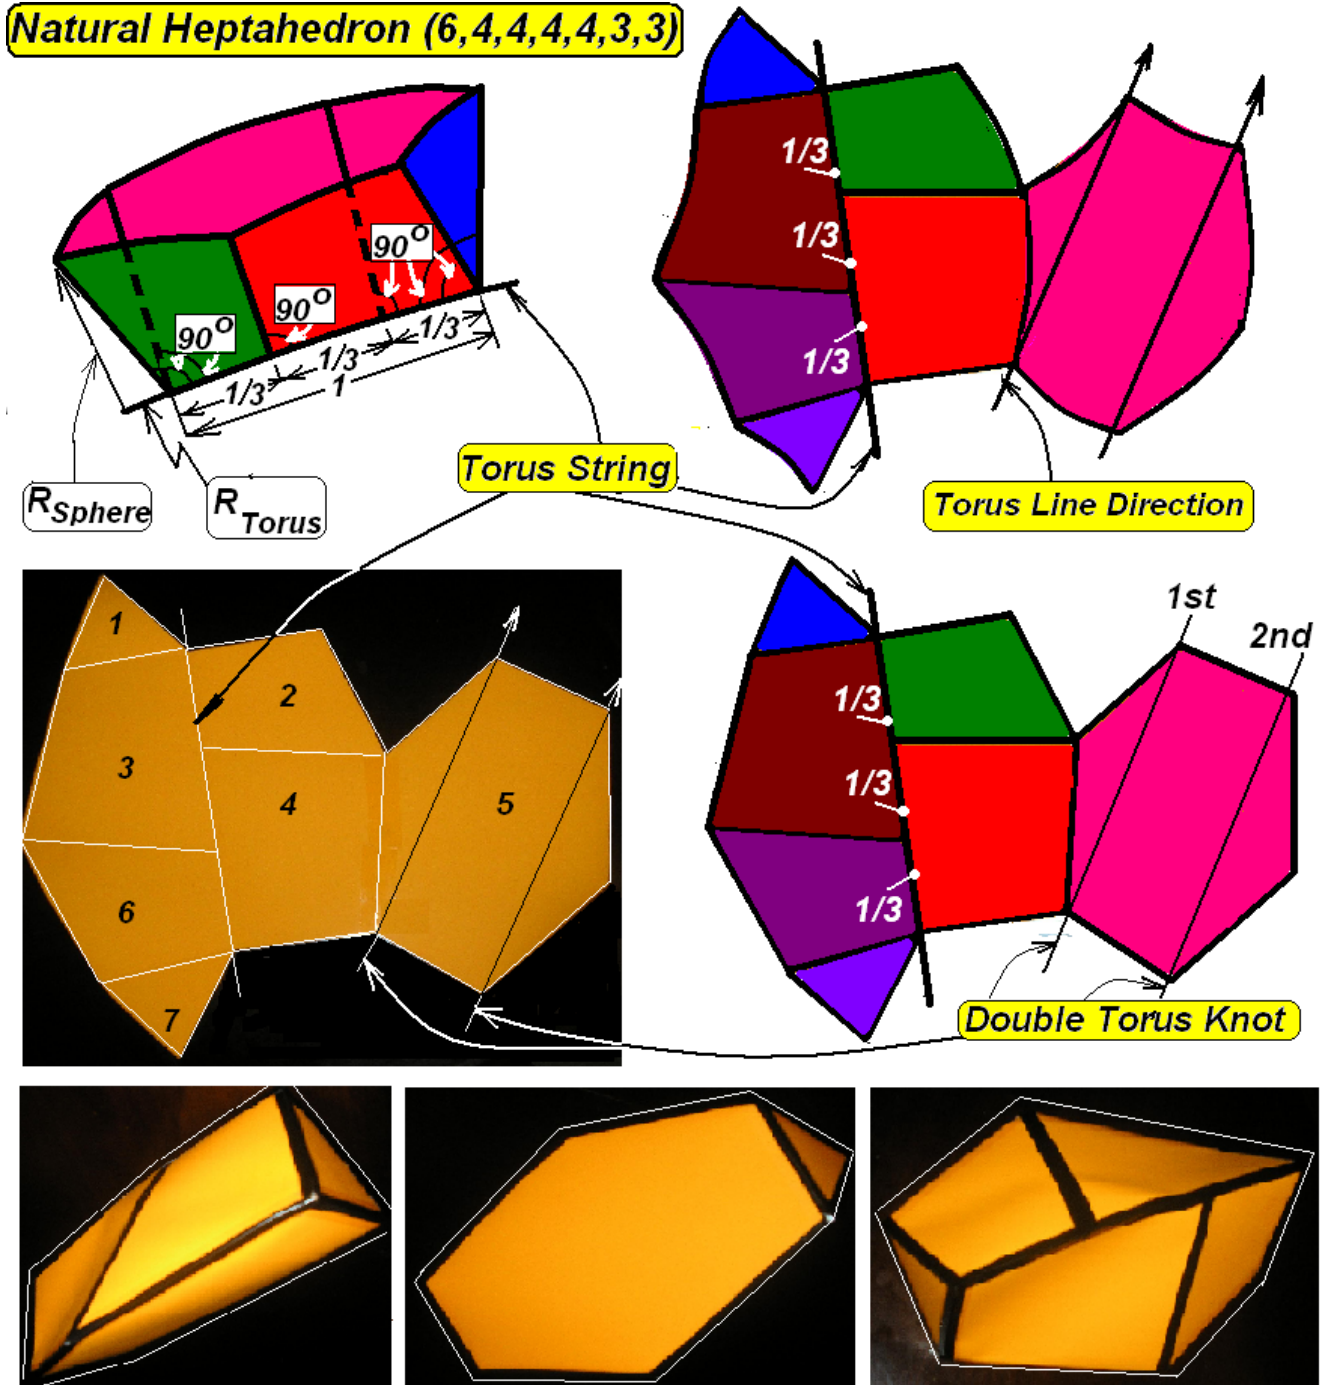 Natural Heptahedron (6,4,4,4,4,3,3)
90°
90°
90°
1/3
1/3
1/3
1
R Sphere
R Torus
1/3
1/3
1/3
Torus String
Torus Line Direction
1
2
3
4
5
6
7
1/3
1/3
1/3
1st
2nd
Double Torus Knot